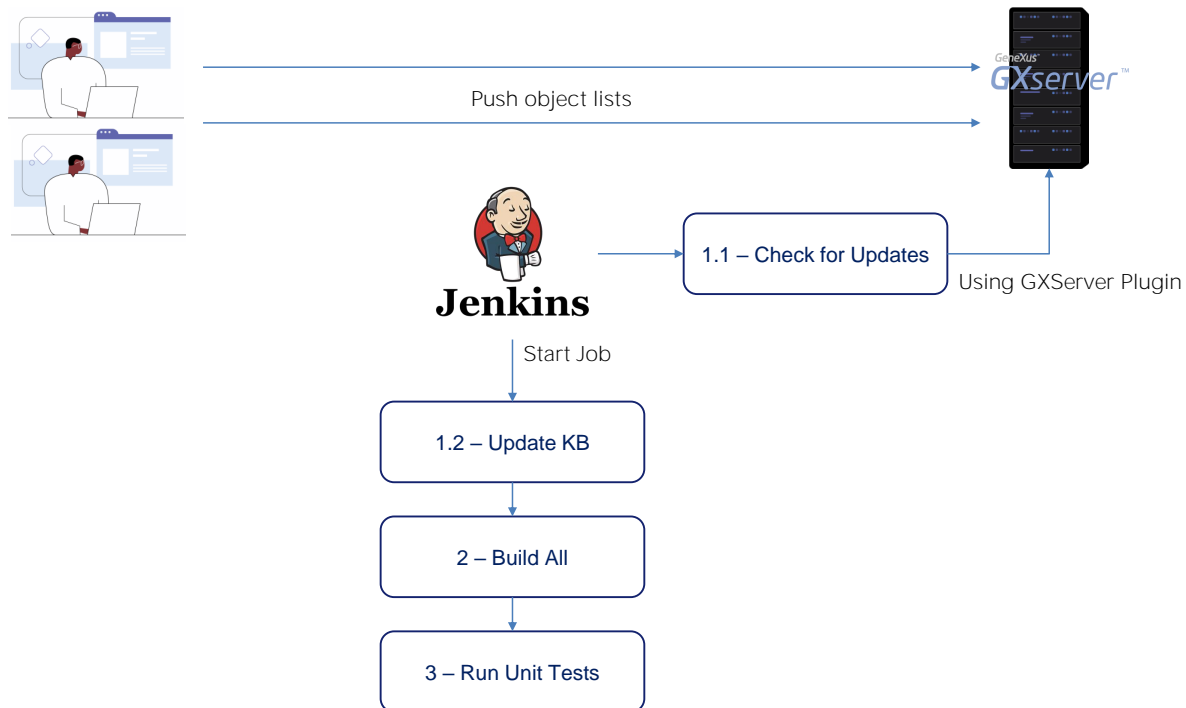 GeneXus™
GXserver™
Push object lists
Jenkins
1.1 – Check for Updates
Using GXServer Plugin
Start Job
1.2 – Update KB
2 – Build All
3 – Run Unit Tests